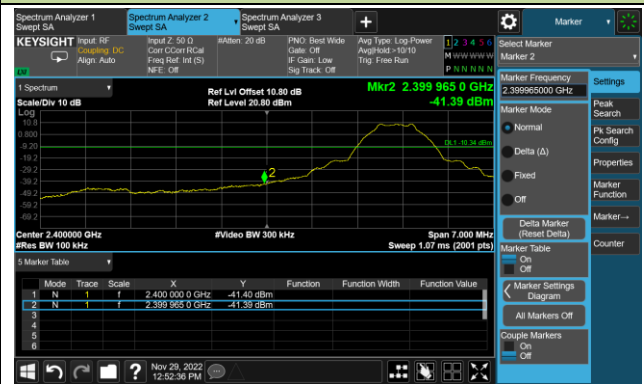 Spectrum Analyzer 1
Swept SA
Spectrum Analyzer 2
Swept SA
Spectrum Analyzer 3
Swept SA
+
Marker
KEYSIGHT
Input: RF
Coupling: DC
Align: Auto
Input Z: 50 Ω
Corr CCorr RCal
Freq Ref: Int (S)
NFE: Off
#Atten: 20 dB
PNO: Best Wide
Gate: Off
IF Gain: Low
Sig Track: Off
Avg Type: Log-Power
Avg|Hold:>10/10
Trig: Free Run
1 2 3 4 5 6
M W W W W W
P N N N N N
LW
Select Marker
Marker 2
1 Spectrum
Scale/Div 10 dB
Log
Ref Lvl Offset 10.80 dB
Ref Level 20.80 dBm
Mkr2 2.399 965 0 GHz
-41.39 dBm
10.8
0.800
-9.20
-19.2
-29.2
-39.2
-49.2
-59.2
-69.2
DL1 -10.34 dBm
2
Center 2.400000 GHz
#Res BW 100 kHz
#Video BW 300 kHz
Span 7.000 MHz
Sweep 1.07 ms (2001 pts)
5 Marker Table
Mode Trace Scale X Y Function Function Width Function Value
1 N 1 f 2.400 000 0 GHz -41.40 dBm
2 N 1 f 2.399 965 0 GHz -41.39 dBm
3
4
5
6
Marker Frequency
2.399965000 GHz
Marker Mode
Normal
Delta (Δ)
Fixed
Off
Delta Marker
(Reset Delta)
Marker Table
On
Off
Marker Settings
Diagram
All Markers Off
Couple Markers
On
Off
Settings
Peak
Search
Pk Search
Config
Properties
Marker
Function
Marker→
Counter
?
Nov 29, 2022
12:52:36 PM